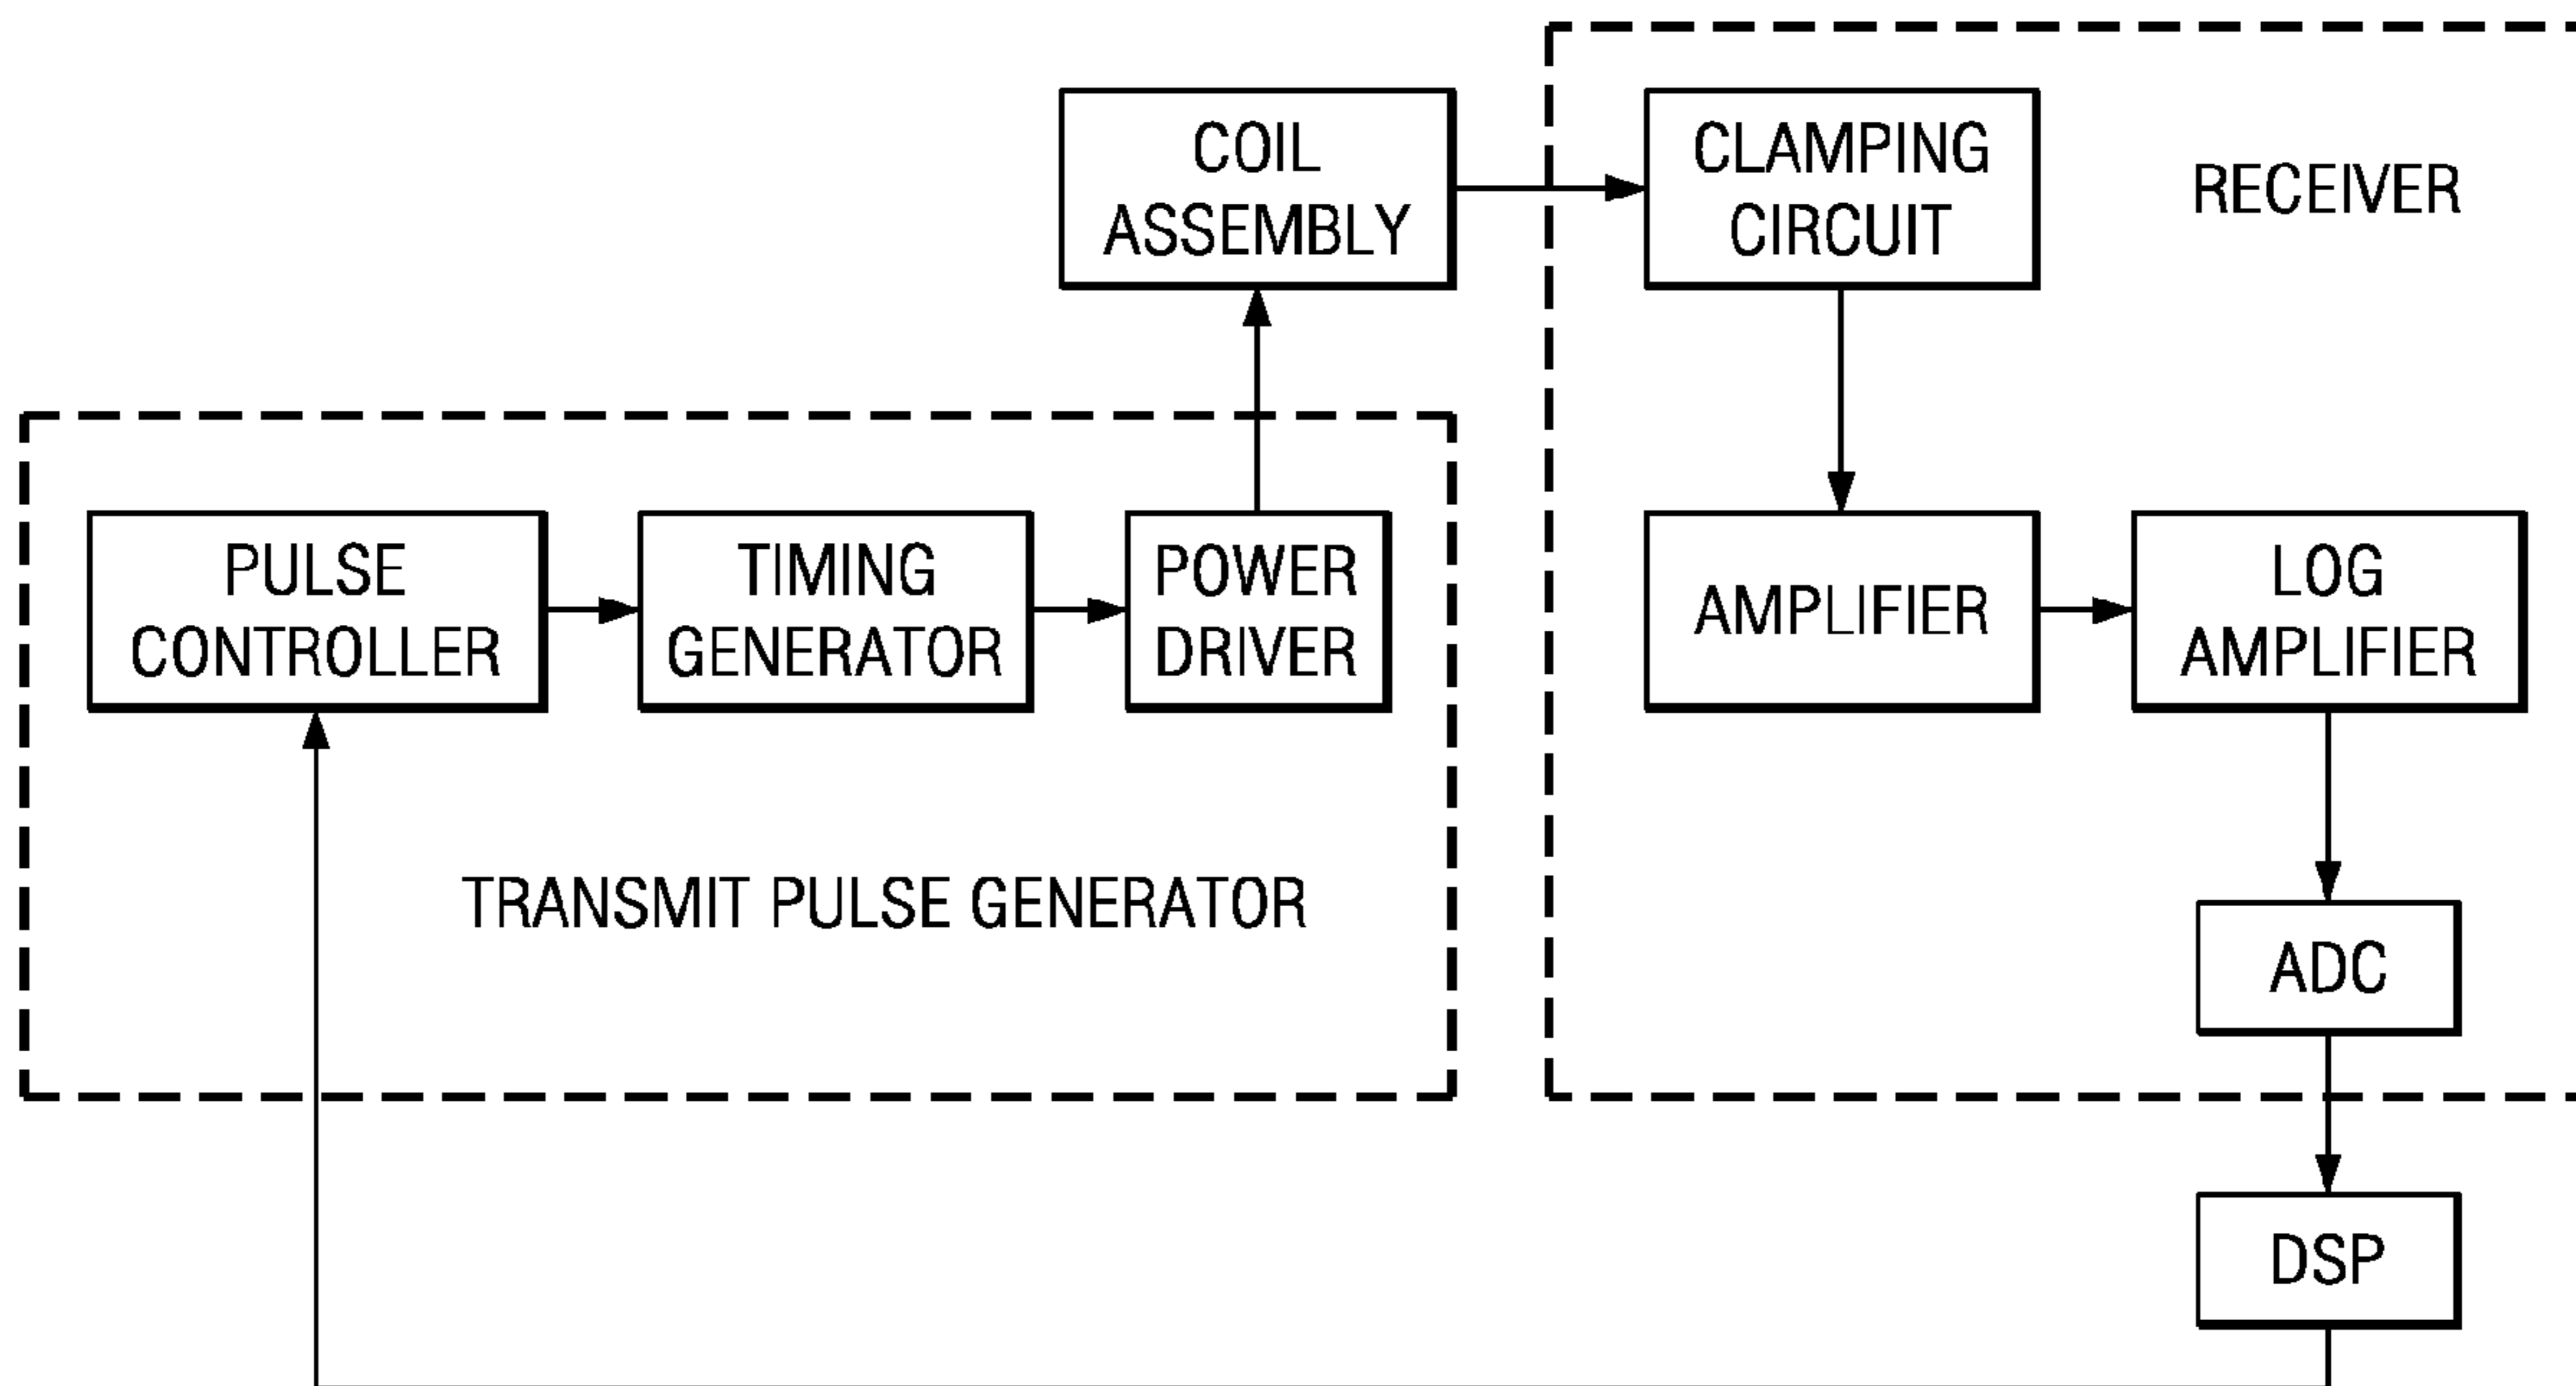 COIL
ASSEMBLY
CLAMPING
CIRCUIT
RECEIVER
PULSE
CONTROLLER
TIMING
GENERATOR
POWER
DRIVER
AMPLIFIER
LOG
AMPLIFIER
TRANSMIT PULSE GENERATOR
ADC
DSP